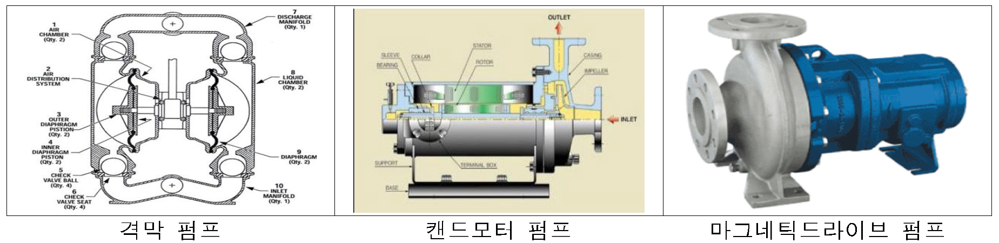 1
AIR
CHAMBER
(Qty. 2)
2
AIR
DISTRIBUTION
SYSTEM
3
OUTER
DIAPHRAGM
PISTION
(Qty. 2)
4
INNER
DIAPHRAGM
PISTON
(Qty. 2)
5
CHECK
VALVE BALL
(Qty. 4)
6
CHECK
VALVE SEAT
(Qty. 4)
7
DISCHARGE
MANIFOLD
(Qty. 1)
8
LIQUID
CHAMBER
(Qty. 2)
9
DIAPHRAGM
(Qty. 2)
10
INLET
MANIFOLD
(Qty. 1)
격막 펌프
OUTLET
STATOR
SLEEVE
COLLAR
CASING
BEARING
ROTOR
IMPELLER
INLET
SUPPORT
TERMINAL BOX
BASE
캔드모터 펌프
마그네틱드라이브 펌프